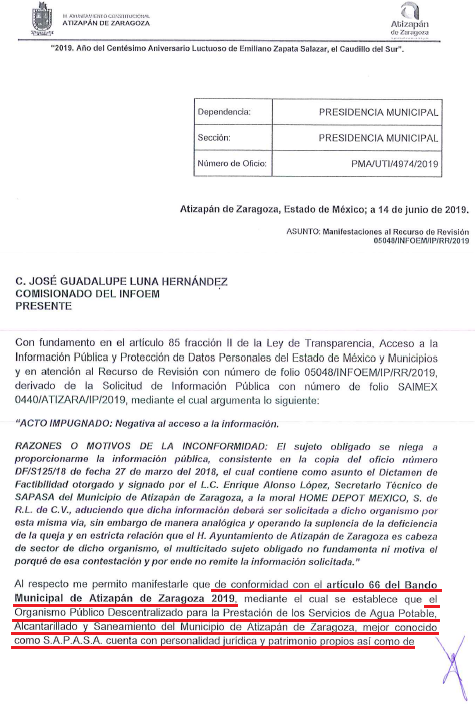 H. AYUNTAMIENTO CONSTITUCIONAL
ATIZAPÁN DE ZARAGOZA
Atizapán
de Zaragoza
"2019. Año del Centésimo Aniversario Luctuoso de Emiliano Zapata Salazar, el Caudillo del Sur".
Dependencia: PRESIDENCIA MUNICIPAL
Sección: PRESIDENCIA MUNICIPAL
Número de Oficio: PMA/UTI/4974/2019
Atizapán de Zaragoza, Estado de México; a 14 de junio de 2019.
ASUNTO: Manifestaciones al Recurso de Revisión
05048/INFOEM/IP/RR/2019
C. JOSÉ GUADALUPE LUNA HERNÁNDEZ
COMISIONADO DEL INFOEM
PRESENTE
Con fundamento en el artículo 85 fracción II de la Ley de Transparencia, Acceso a la
Información Pública y Protección de Datos Personales del Estado de México y Municipios
y en atención al Recurso de Revisión con número de folio 05048/INFOEM/IP/RR/2019,
derivado de la Solicitud de Información Pública con número de folio SAIMEX
0440/ATIZARA/IP/2019, mediante el cual argumenta lo siguiente:
"ACTO IMPUGNADO: Negativa al acceso a la información.
RAZONES O MOTIVOS DE LA INCONFORMIDAD: El sujeto obligado se niega a
proporcionarme la información pública, consistente en la copia del oficio número
DF/S125/18 de fecha 27 de marzo del 2018, el cual contiene como asunto el Dictamen de
Factibilidad otorgado y signado por el L.C. Enrique Alonso López, Secretario Técnico de
SAPASA del Municipio de Atizapán de Zaragoza, a la moral HOME DEPOT MEXICO, S. de
R.L. de C.V., aduciendo que dicha información deberá ser solicitada a dicho organismo por
esta misma vía, sin embargo de manera analógica y operando la suplencia de la deficiencia
de la queja y en estricta relación que el H. Ayuntamiento de Atizapán de Zaragoza es cabeza
de sector de dicho organismo, el multicitado sujeto obligado no fundamenta ni motiva el
porqué de esa contestación y por ende no remite la información solicitada."
Al respecto me permito manifestarle que de conformidad con el artículo 66 del Bando
Municipal de Atizapán de Zaragoza 2019, mediante el cual se establece que el
Organismo Público Descentralizado para la Prestación de los Servicios de Agua Potable,
Alcantarillado y Saneamiento del Municipio de Atizapán de Zaragoza, mejor conocido
como S.A.P.A.S.A. cuenta con personalidad jurídica y patrimonio propios así como de